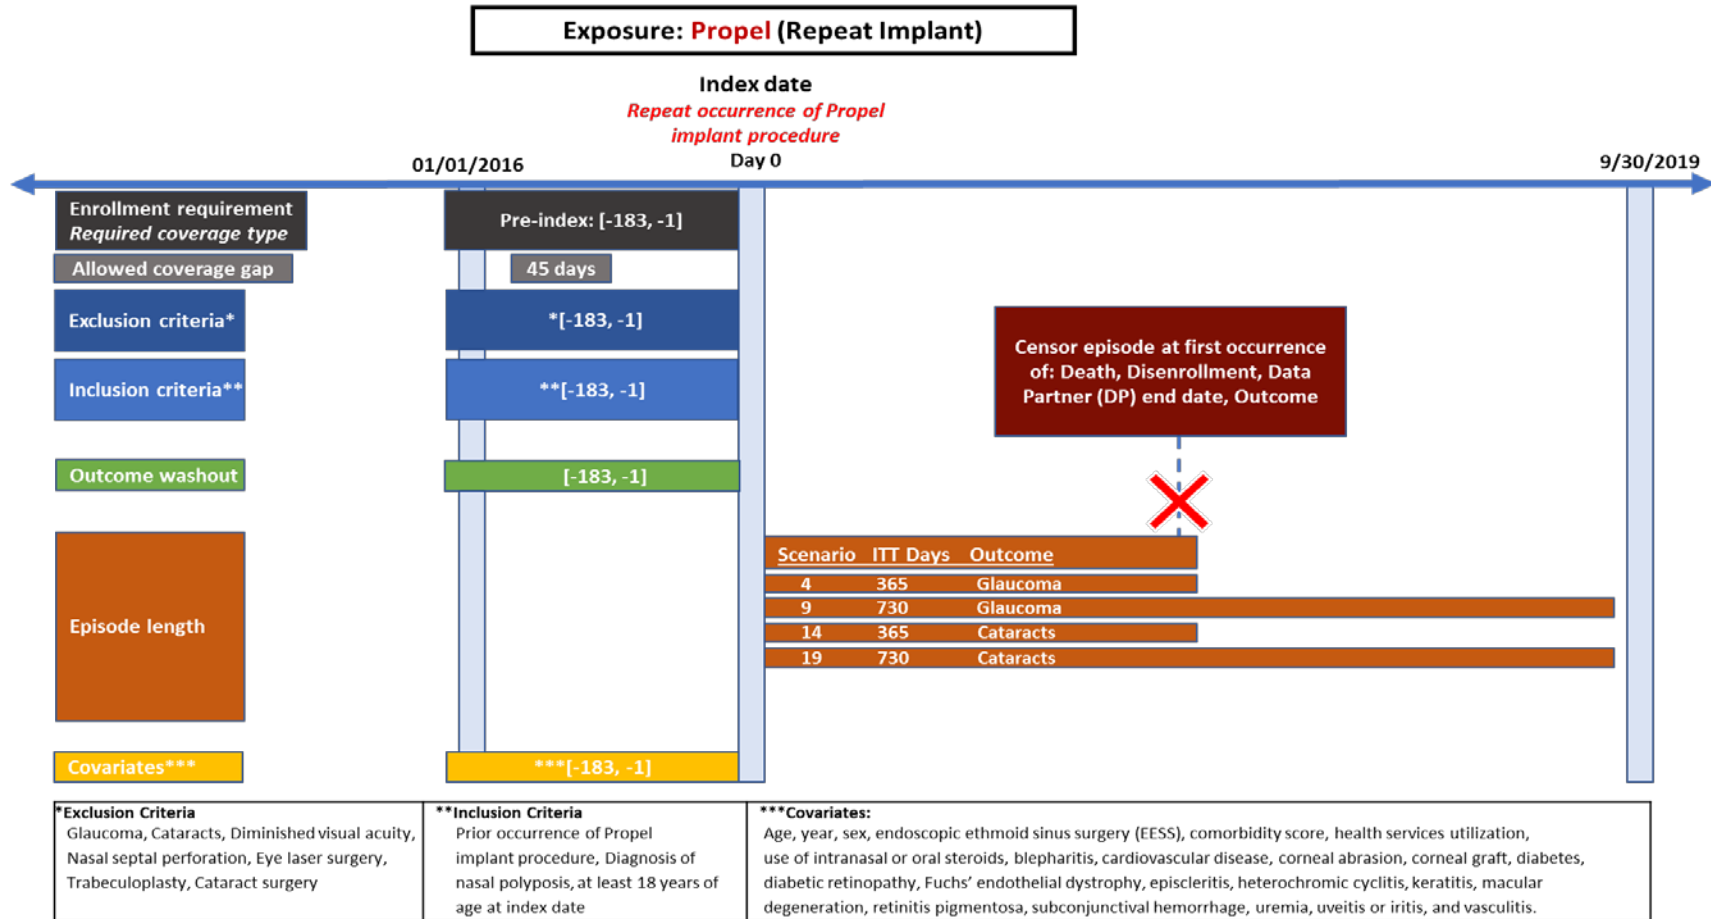 Exposure: Propel (Repeat Implant)
Index date
Repeat occurrence of Propel
implant procedure
01/01/2016
Day 0
9/30/2019
Enrollment requirement
Required coverage type
Pre-index: [-183, -1]
Allowed coverage gap
45 days
Exclusion criteria*
*[-183, -1]
Inclusion criteria**
**[-183, -1]
Censor episode at first occurrence
of: Death, Disenrollment, Data
Partner (DP) end date, Outcome
Outcome washout
[-183, -1]
Episode length
Scenario ITT Days Outcome
4 365 Glaucoma
9 730 Glaucoma
14 365 Cataracts
19 730 Cataracts
Covariates***
***[-183, -1]
*Exclusion Criteria
Glaucoma, Cataracts, Diminished visual acuity,
Nasal septal perforation, Eye laser surgery,
Trabeculoplasty, Cataract surgery
**Inclusion Criteria
Prior occurrence of Propel
implant procedure, Diagnosis of
nasal polyposis, at least 18 years of
age at index date
***Covariates:
Age, year, sex, endoscopic ethmoid sinus surgery (EESS), comorbidity score, health services utilization,
use of intranasal or oral steroids, blepharitis, cardiovascular disease, corneal abrasion, corneal graft, diabetes,
diabetic retinopathy, Fuchs' endothelial dystrophy, episcleritis, heterochromic cyclitis, keratitis, macular
degeneration, retinitis pigmentosa, subconjunctival hemorrhage, uremia, uveitis or iritis, and vasculitis.